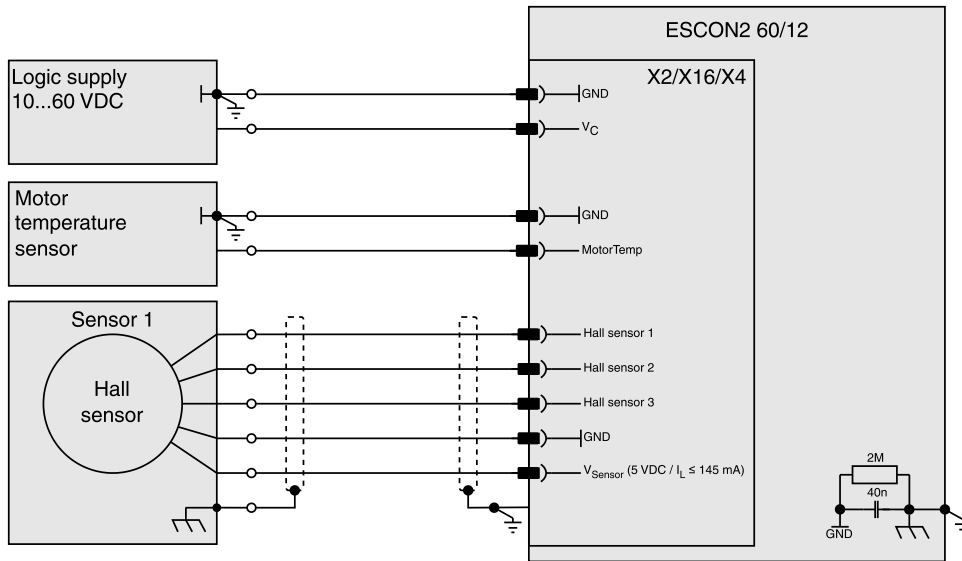 ESCON2 60/12
X2/X16/X4
Logic supply
10...60 VDC
GND
VC
Motor
temperature
sensor
GND
MotorTemp
Sensor 1
Hall
sensor
Hall sensor 1
Hall sensor 2
Hall sensor 3
GND
VSensor (5 VDC / IL ≤ 145 mA)
2M
40n
GND